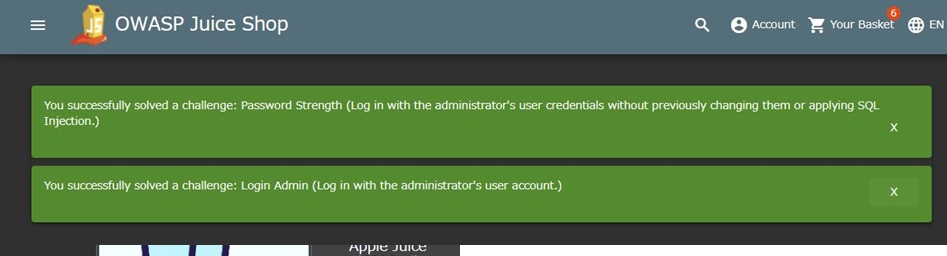 OWASP Juice Shop
Account
Your Basket
6
EN
You successfully solved a challenge: Password Strength (Log in with the administrator's user credentials without previously changing them or applying SQL
Injection.)
X
You successfully solved a challenge: Login Admin (Log in with the administrator's user account.)
X
Apple Juice